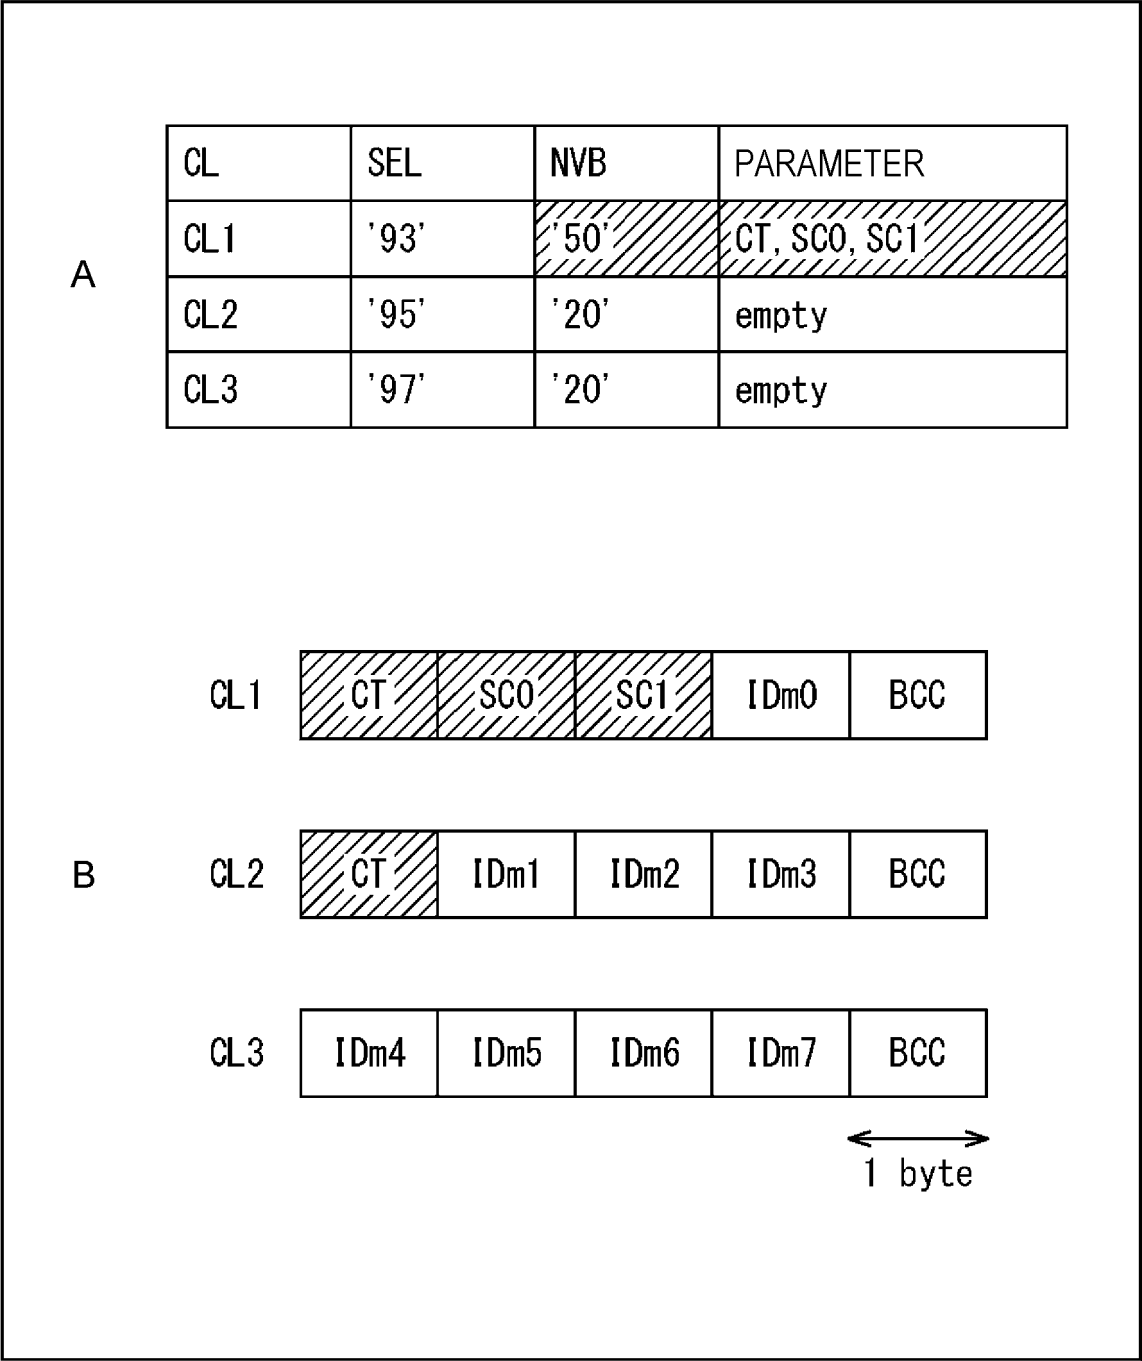 CL SEL NVB PARAMETER
CL1 '93' '50' CT, SC0, SC1
A
CL2 '95' '20' empty
CL3 '97' '20' empty
CL1 CT SC0 SC1 IDm0 BCC
B CL2 CT IDm1 IDm2 IDm3 BCC
CL3 IDm4 IDm5 IDm6 IDm7 BCC
1 byte